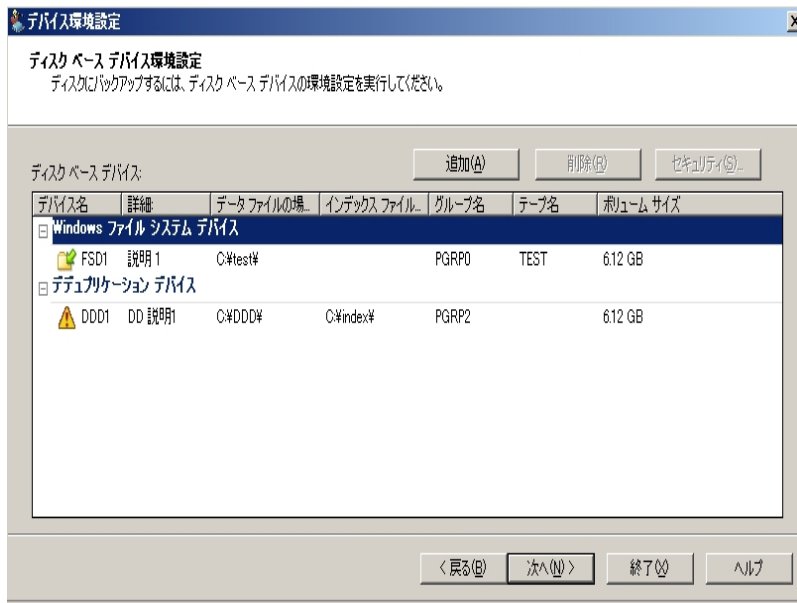 デバイス環境設定
ディスク ベース デバイス環境設定
ディスクにバックアップするには、ディスク ベース デバイスの環境設定を実行してください。
ディスク ベース デバイス:
追加(A) 削除(R) セキュリティ(S)...
デバイス名 詳細 データ ファイルの場... インデックス ファイル... グループ名 テープ名 ボリューム サイズ
Windows ファイル システム デバイス
FSD1 説明 1 C:¥test¥ PGRP0 TEST 6.12 GB
デデュプリケーション デバイス
DDD1 DD 説明1 C:¥DDD¥ C:¥index¥ PGRP2 6.12 GB
< 戻る(B) 次へ(N) > 終了(X) ヘルプ